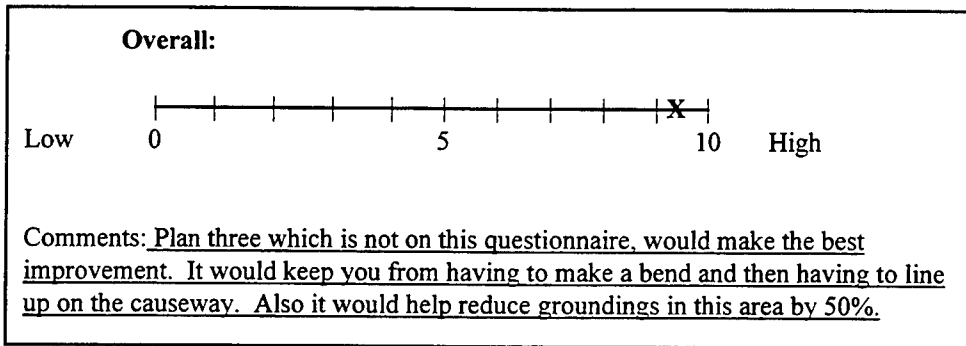 Overall:
X
Low 0 5 10 High
Comments: Plan three which is not on this questionnaire, would make the best
improvement. It would keep you from having to make a bend and then having to line
up on the causeway. Also it would help reduce groundings in this area by 50%.